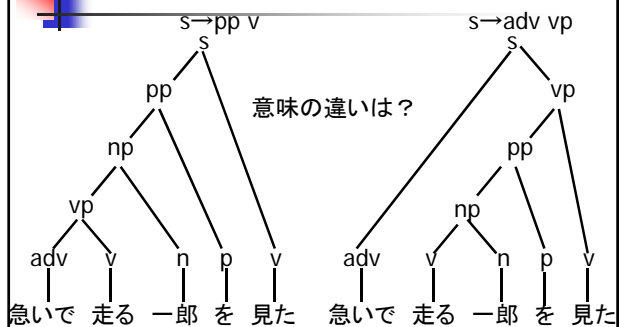 s→pp v s→adv vp
s s
pp vp
意味の違いは？
np pp
vp np
adv v n p v adv v n p v
急いで 走る 一郎 を 見た 急いで 走る 一郎 を 見た